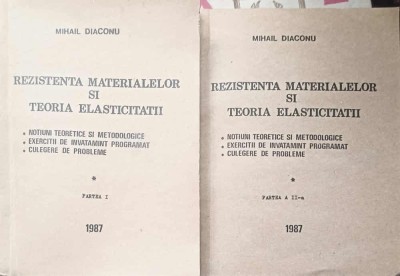 MIHAIL DIACONU
REZISTENTA MATERIALELOR
SI
TEORIA ELASTICITATII
• NOTIUNI TEORETICE SI METODOLOGICE
• EXERCITII DE INVATAMINT PROGRAMAT
• CULEGERE DE PROBLEME
*
PARTEA I
1987
MIHAIL DIACONU
REZISTENTA MATERIALELOR
SI
TEORIA ELASTICITATII
• NOTIUNI TEORETICE SI METODOLOGICE
• EXERCITII DE INVATAMINT PROGRAMAT
• CULEGERE DE PROBLEME
*
PARTEA A II-a
1987